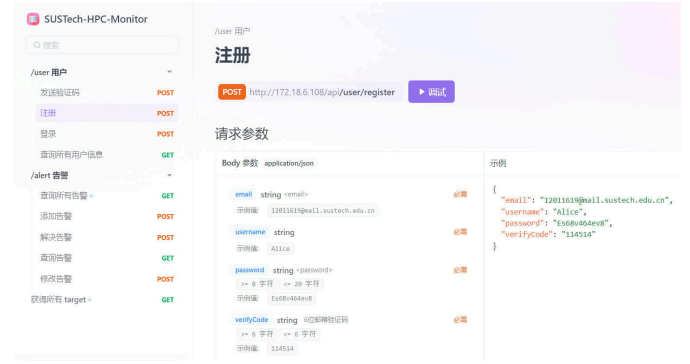 SUSTech-HPC-Monitor
搜索
/user 用户
发送验证码 POST
注册 POST
登录 POST
查询所有用户信息 GET
/alert 告警
查询所有告警 GET
添加告警 POST
解决告警 POST
查询告警 GET
修改告警 POST
获得所有 target GET
/user 用户
注册
POST http://172.18.6.108/api/user/register 调试
请求参数
Body 参数 application/json
email string <email> 必需
示例值: 12011619@mail.sustech.edu.cn
username string 必需
示例值: Alice
password string <password> 必需
>= 8 字符 <= 20 字符
示例值: Es68v464ev8
verifyCode string 6位邮箱验证码 必需
>= 6 字符 <= 6 字符
示例值: 114514
示例
{
"email": "12011619@mail.sustech.edu.cn",
"username": "Alice",
"password": "Es68v464ev8",
"verifyCode": "114514"
}